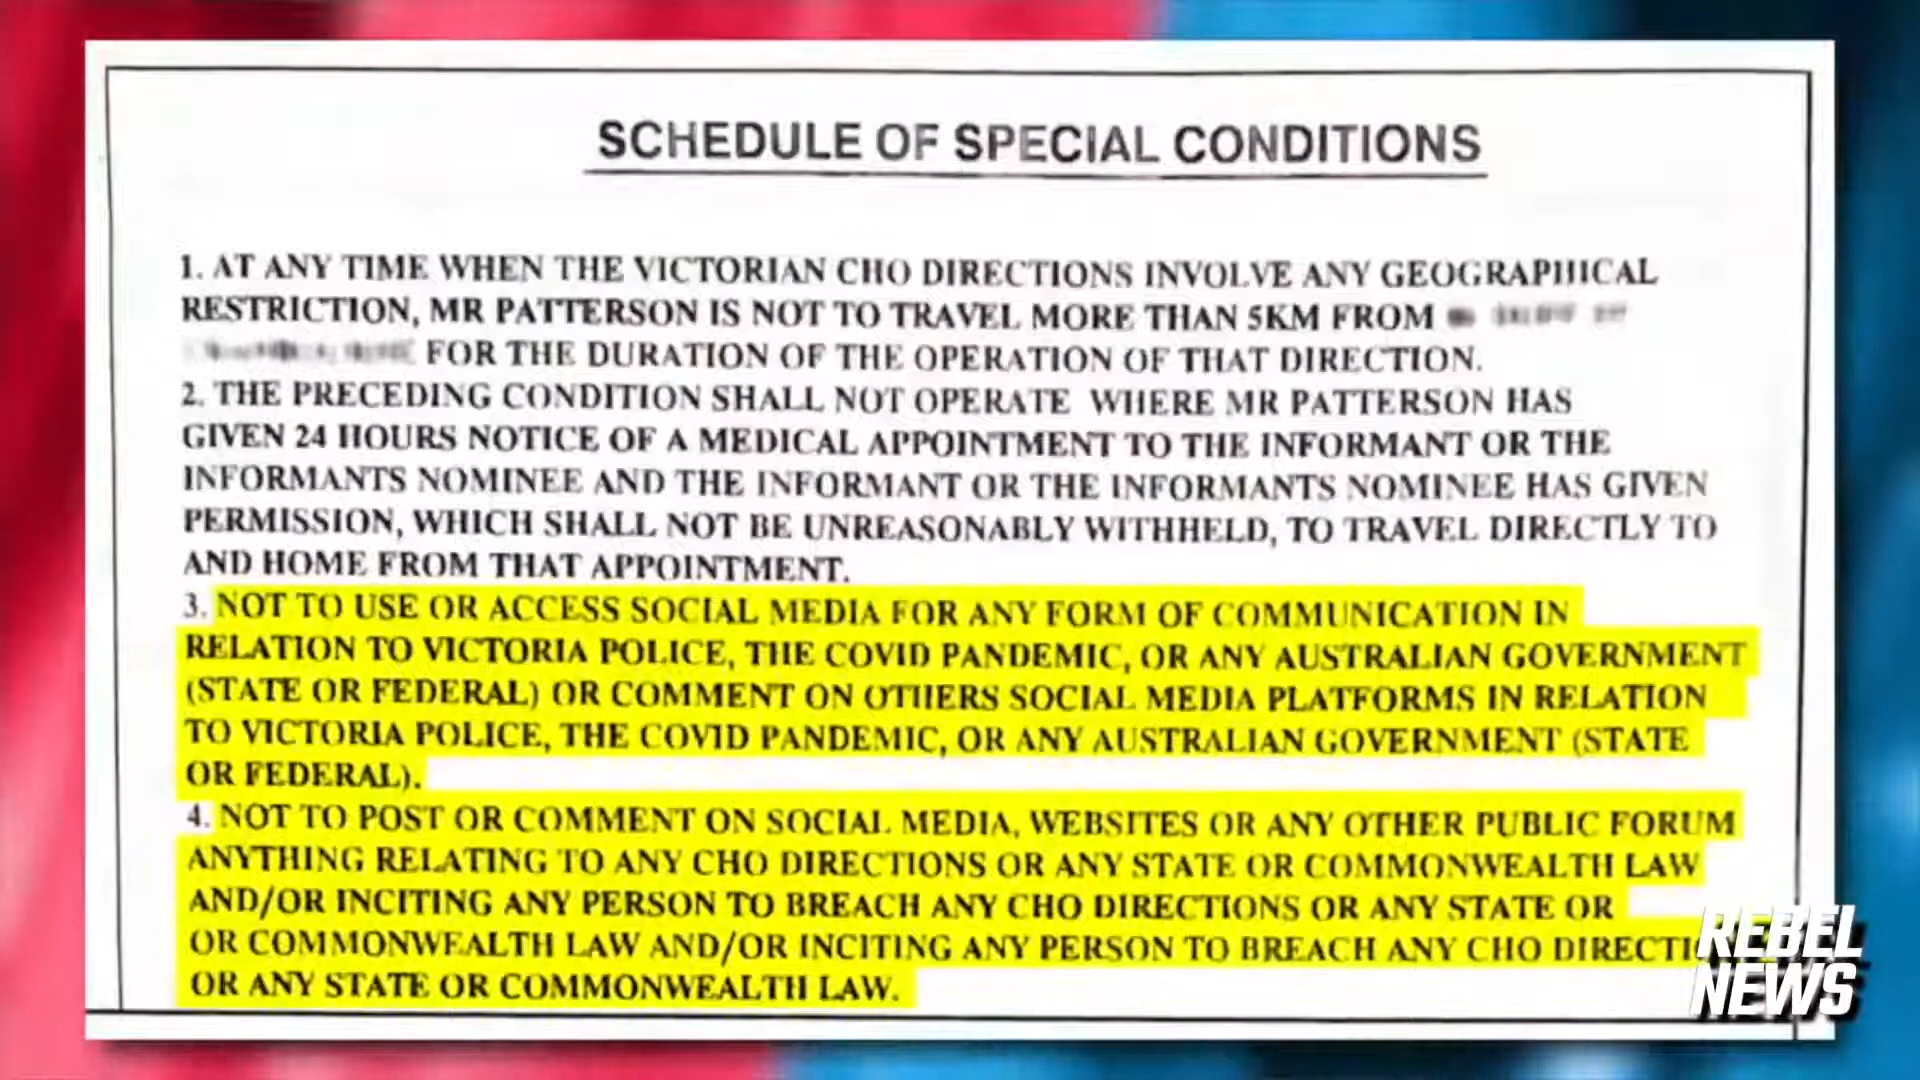 SCHEDULE OF SPECIAL CONDITIONS
1. AT ANY TIME WHEN THE VICTORIAN CHO DIRECTIONS INVOLVE ANY GEOGRAPHICAL
RESTRICTION, MR PATTERSON IS NOT TO TRAVEL MORE THAN 5KM FROM
FOR THE DURATION OF THE OPERATION OF THAT DIRECTION.
2. THE PRECEDING CONDITION SHALL NOT OPERATE WHERE MR PATTERSON HAS
GIVEN 24 HOURS NOTICE OF A MEDICAL APPOINTMENT TO THE INFORMANT OR THE
INFORMANTS NOMINEE AND THE INFORMANT OR THE INFORMANTS NOMINEE HAS GIVEN
PERMISSION, WHICH SHALL NOT BE UNREASONABLY WITHHELD, TO TRAVEL DIRECTLY TO
AND HOME FROM THAT APPOINTMENT.
3. NOT TO USE OR ACCESS SOCIAL MEDIA FOR ANY FORM OF COMMUNICATION IN
RELATION TO VICTORIA POLICE, THE COVID PANDEMIC, OR ANY AUSTRALIAN GOVERNMENT
(STATE OR FEDERAL) OR COMMENT ON OTHERS SOCIAL MEDIA PLATFORMS IN RELATION
TO VICTORIA POLICE, THE COVID PANDEMIC, OR ANY AUSTRALIAN GOVERNMENT (STATE
OR FEDERAL).
4. NOT TO POST OR COMMENT ON SOCIAL MEDIA, WEBSITES OR ANY OTHER PUBLIC FORUM
ANYTHING RELATING TO ANY CHO DIRECTIONS OR ANY STATE OR COMMONWEALTH LAW
AND/OR INCITING ANY PERSON TO BREACH ANY CHO DIRECTIONS OR ANY STATE OR
OR COMMONWEALTH LAW AND/OR INCITING ANY PERSON TO BREACH ANY CHO DIRECTI
OR ANY STATE OR COMMONWEALTH LAW.
REBEL
NEWS